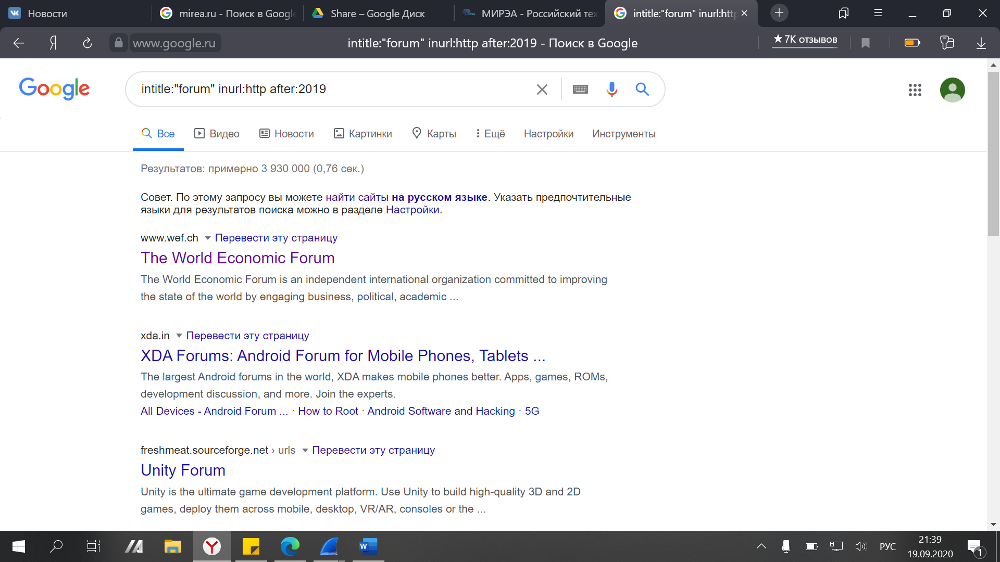 Новости
mirea.ru - Поиск в Google
Share – Google Диск
МИРЭА - Российский тех
intitle:"forum" inurl:http
www.google.ru
intitle:"forum" inurl:http after:2019 - Поиск в Google
★ 7К отзывов
Google
intitle:"forum" inurl:http after:2019
Все
Видео
Новости
Картинки
Карты
Ещё
Настройки
Инструменты
Результатов: примерно 3 930 000 (0,76 сек.)
Совет. По этому запросу вы можете найти сайты на русском языке. Указать предпочтительные
языки для результатов поиска можно в разделе Настройки.
www.wef.ch Перевести эту страницу
The World Economic Forum
The World Economic Forum is an independent international organization committed to improving
the state of the world by engaging business, political, academic ...
xda.in Перевести эту страницу
XDA Forums: Android Forum for Mobile Phones, Tablets ...
The largest Android forums in the world, XDA makes mobile phones better. Apps, games, ROMs,
development discussion, and more. Join the experts.
All Devices - Android Forum ... · How to Root · Android Software and Hacking · 5G
freshmeat.sourceforge.net › urls Перевести эту страницу
Unity Forum
Unity is the ultimate game development platform. Use Unity to build high-quality 3D and 2D
games, deploy them across mobile, desktop, VR/AR, consoles or the ...
РУС
21:39
19.09.2020
1